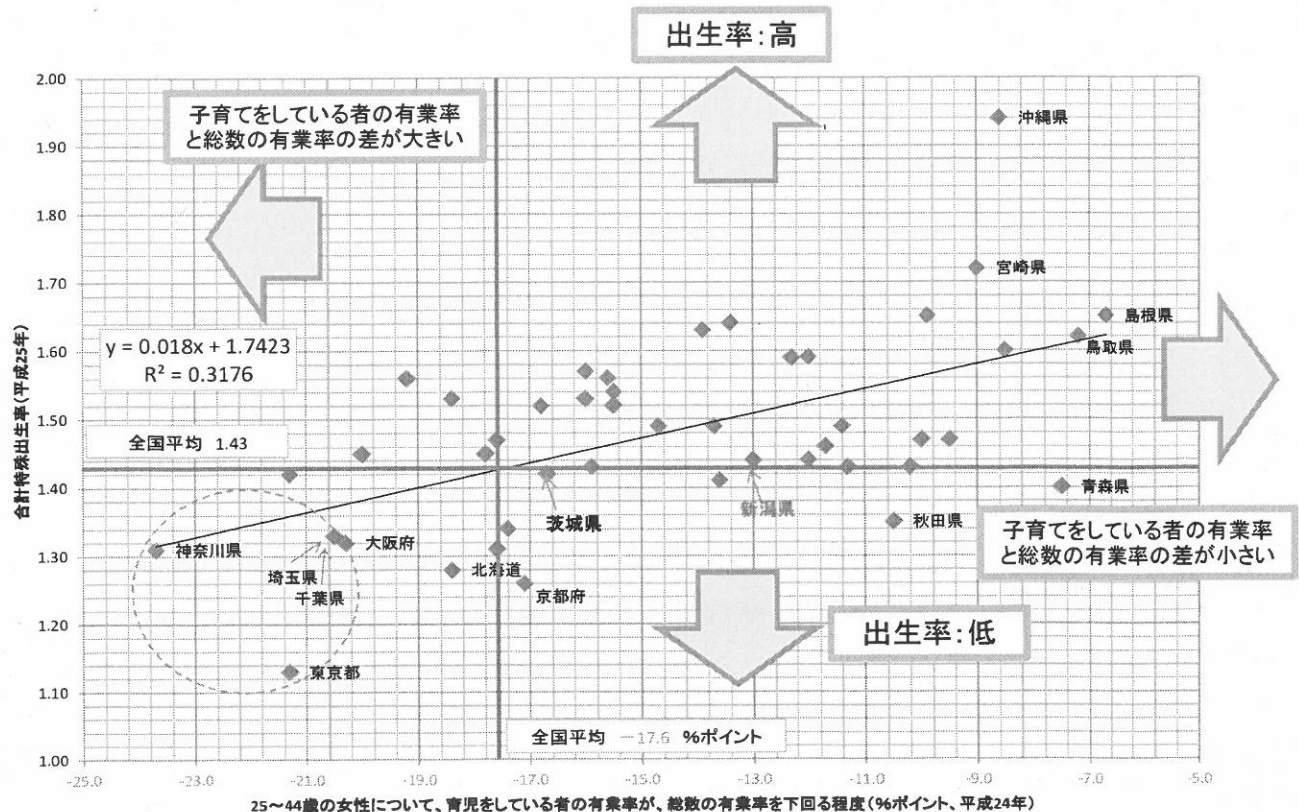 出生率：高
2.00
子育てをしている者の有業率
と総数の有業率の差が大きい
沖縄県
1.90
1.80
1.70
宮崎県
島根県
鳥取県
y = 0.018x + 1.7423
R² = 0.3176
1.60
1.50
全国平均 1.43
1.40
青森県
新潟県
茨城県
秋田県
子育てをしている者の有業率
と総数の有業率の差が小さい
1.30
神奈川県
大阪府
埼玉県
千葉県
北海道
京都府
1.20
出生率：低
東京都
1.10
全国平均 －17.6 %ポイント
1.00
-25.0 -23.0 -21.0 -19.0 -17.0 -15.0 -13.0 -11.0 -9.0 -7.0 -5.0
合計特殊出生率（平成25年）
25～44歳の女性について、育児をしている者の有業率が、総数の有業率を下回る程度（%ポイント、平成24年）